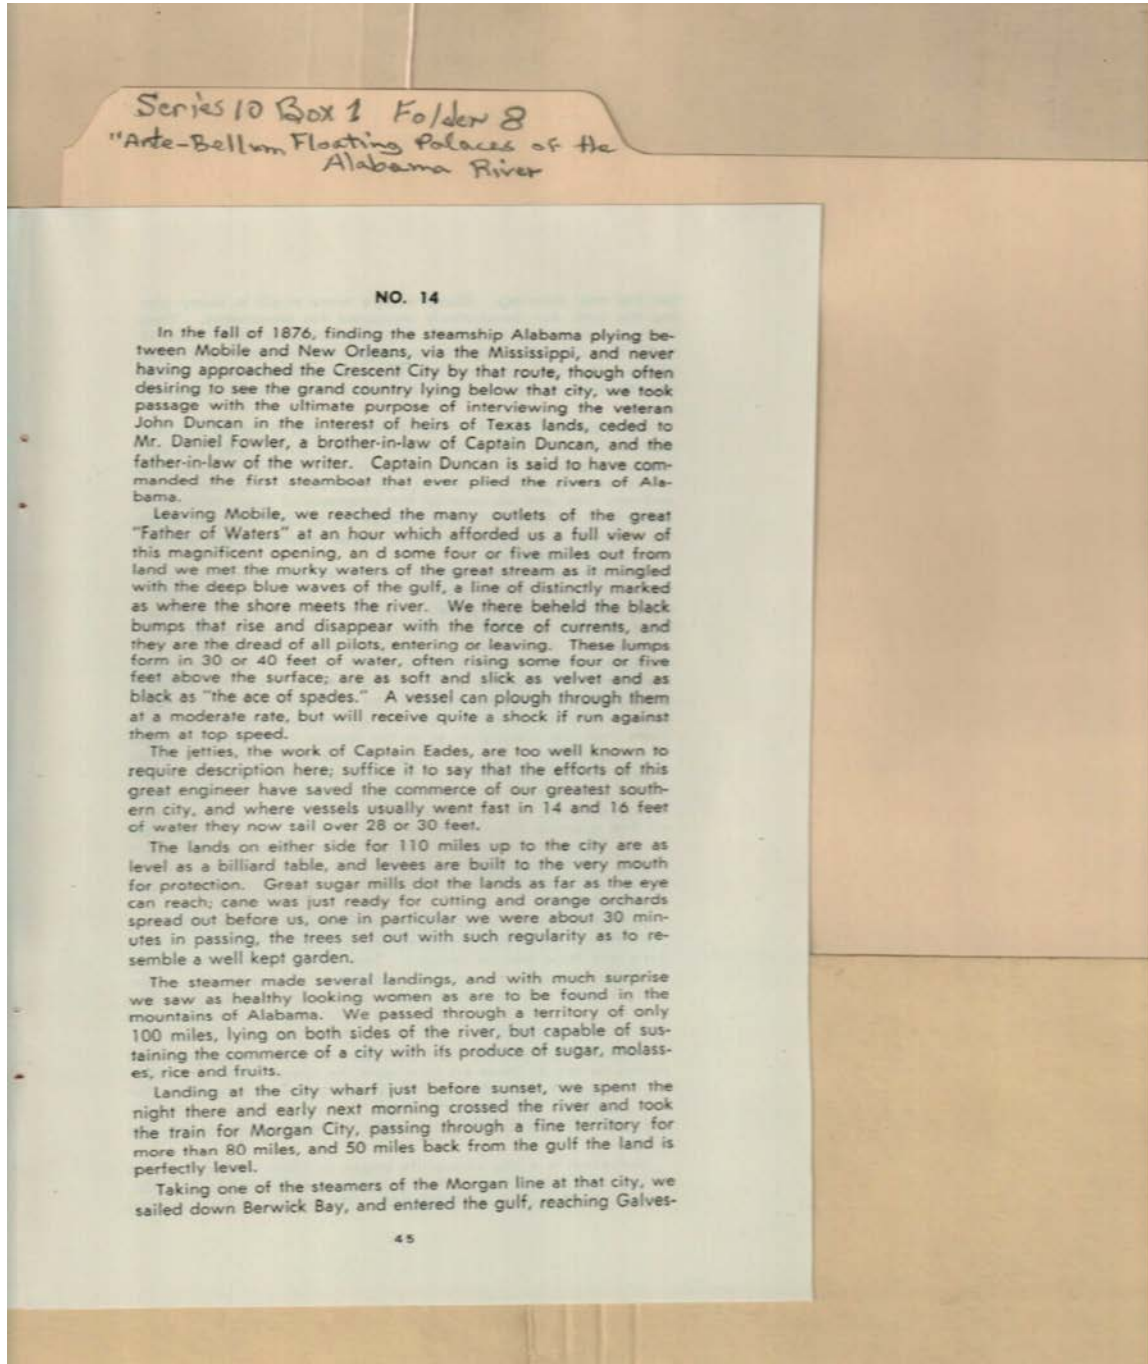 Series 10 Box 1 Folder 8
"Ante-Bellum Floating Palaces of the
Alabama River
NO. 14
In the fall of 1876, finding the steamship Alabama plying be-
tween Mobile and New Orleans, via the Mississippi, and never
having approached the Crescent City by that route, though often
desiring to see the grand country lying below that city, we took
passage with the ultimate purpose of interviewing the veteran
John Duncan in the interest of heirs of Texas lands, ceded to
Mr. Daniel Fowler, a brother-in-law of Captain Duncan, and the
father-in-law of the writer. Captain Duncan is said to have com-
manded the first steamboat that ever plied the rivers of Ala-
bama.
Leaving Mobile, we reached the many outlets of the great
"Father of Waters" at an hour which afforded us a full view of
this magnificent opening, an d some four or five miles out from
land we met the murky waters of the great stream as it mingled
with the deep blue waves of the gulf, a line of distinctly marked
as where the shore meets the river. We there beheld the black
bumps that rise and disappear with the force of currents, and
they are the dread of all pilots, entering or leaving. These lumps
form in 30 or 40 feet of water, often rising some four or five
feet above the surface; are as soft and slick as velvet and as
black as "the ace of spades." A vessel can plough through them
at a moderate rate, but will receive quite a shock if run against
them at top speed.
The jetties, the work of Captain Eades, are too well known to
require description here; suffice it to say that the efforts of this
great engineer have saved the commerce of our greatest south-
ern city, and where vessels usually went fast in 14 and 16 feet
of water they now sail over 28 or 30 feet.
The lands on either side for 110 miles up to the city are as
level as a billiard table, and levees are built to the very mouth
for protection. Great sugar mills dot the lands as far as the eye
can reach; cane was just ready for cutting and orange orchards
spread out before us, one in particular we were about 30 min-
utes in passing, the trees set out with such regularity as to re-
semble a well kept garden.
The steamer made several landings, and with much surprise
we saw as healthy looking women as are to be found in the
mountains of Alabama. We passed through a territory of only
100 miles, lying on both sides of the river, but capable of sus-
taining the commerce of a city with its produce of sugar, molass-
es, rice and fruits.
Landing at the city wharf just before sunset, we spent the
night there and early next morning crossed the river and took
the train for Morgan City, passing through a fine territory for
more than 80 miles, and 50 miles back from the gulf the land is
perfectly level.
Taking one of the steamers of the Morgan line at that city, we
sailed down Berwick Bay, and entered the gulf, reaching Galves-
45